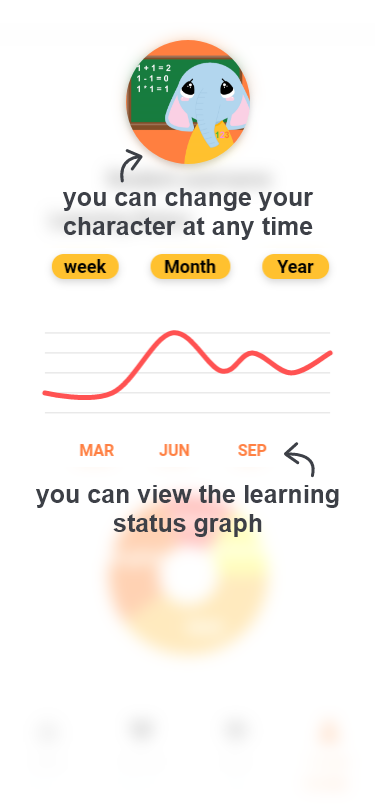 1 + 1 = 2
1 - 1 = 0
1 * 1 = 1
you can change your
character at any time
week Month Year
MAR JUN SEP
you can view the learning
status graph